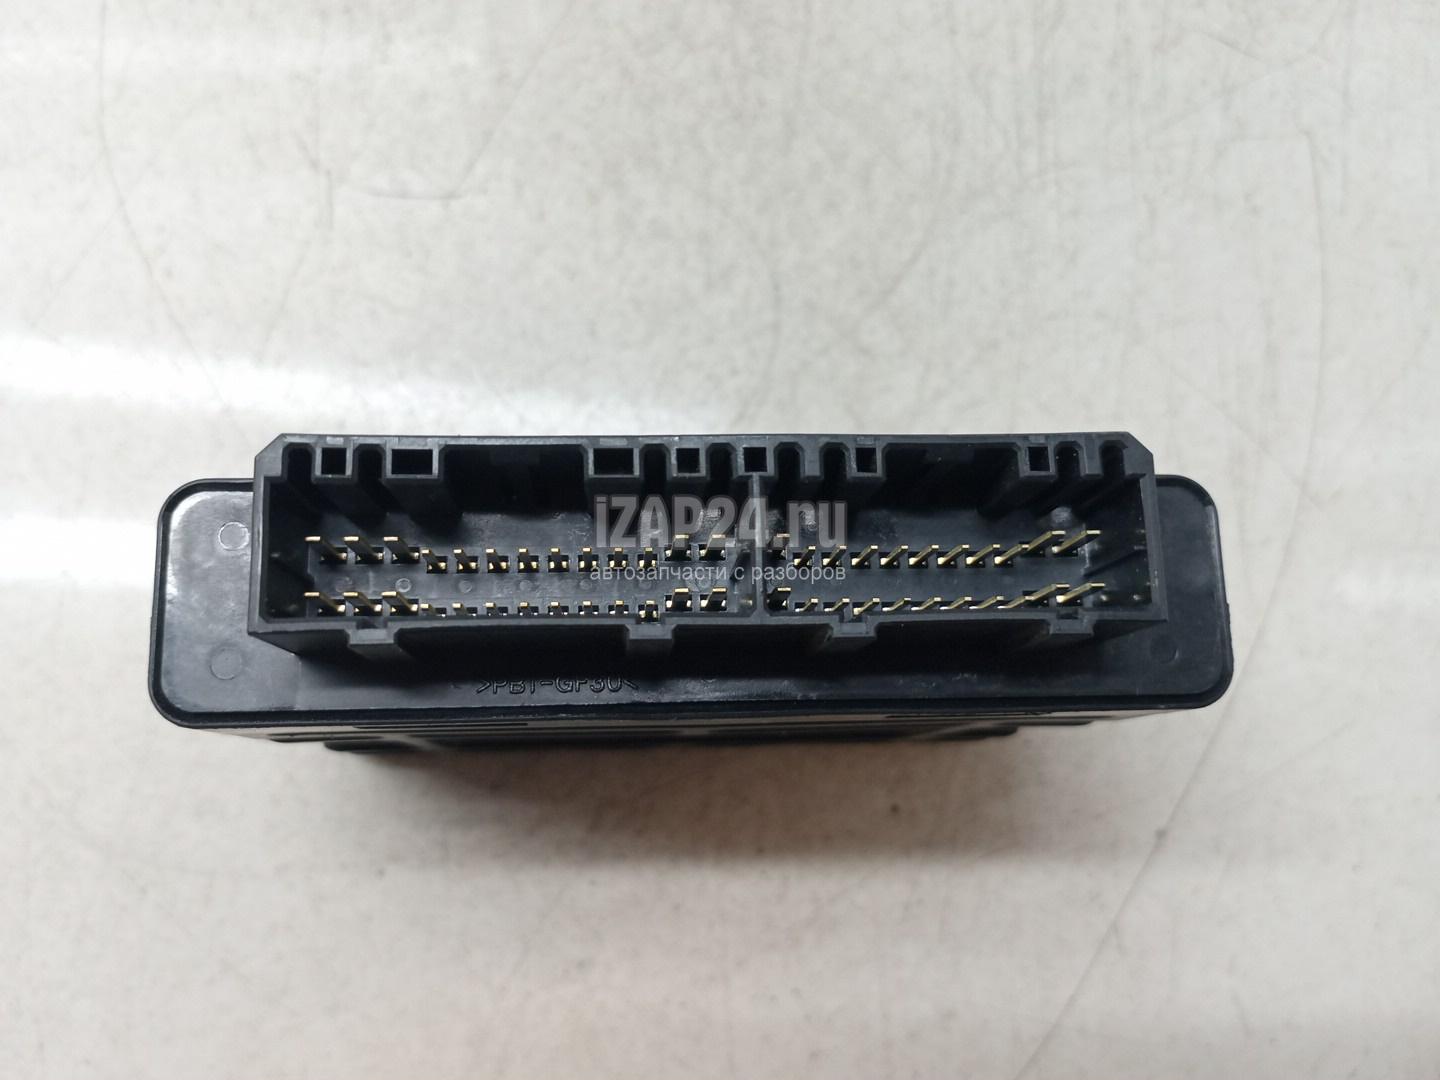 iZAP24.ru
автозапчасти с разборов
>PBT-GF30<